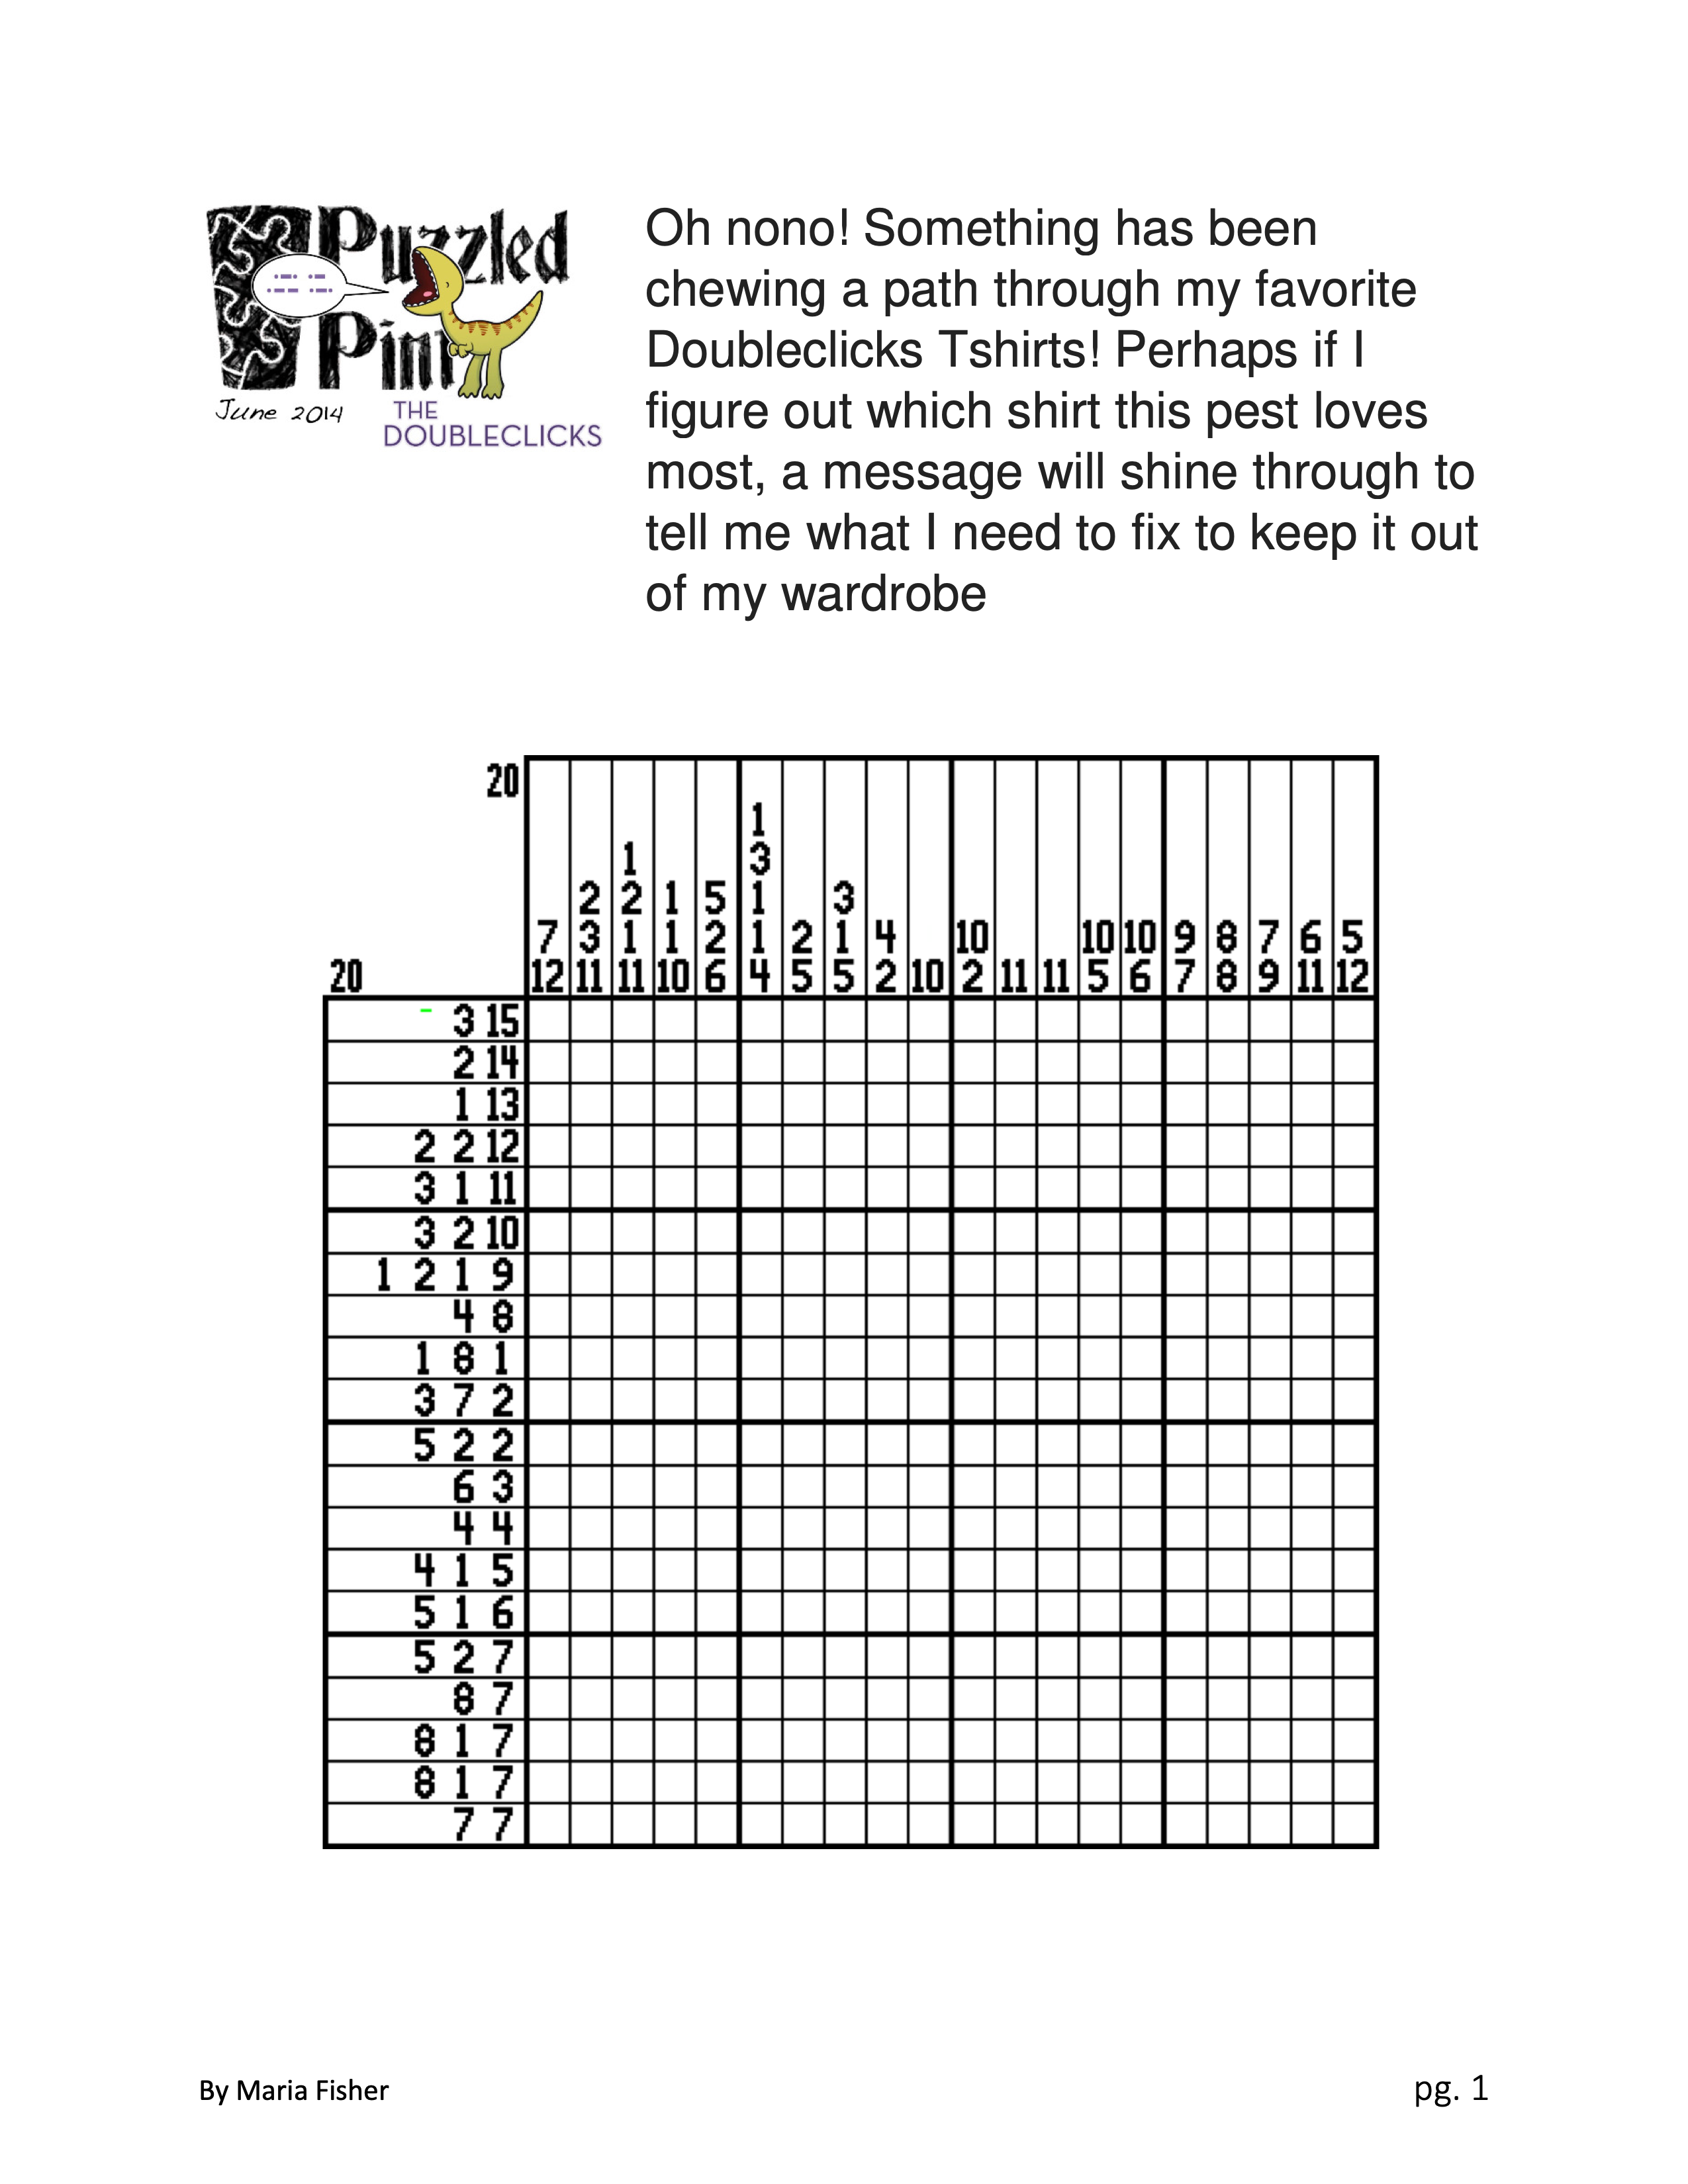 Puzzled
Pint
June 2014
THE
DOUBLECLICKS
Oh nono! Something has been
chewing a path through my favorite
Doubleclicks Tshirts! Perhaps if I
figure out which shirt this pest loves
most, a message will shine through to
tell me what I need to fix to keep it out
of my wardrobe
20
1
1 3
2 2 1 5 1 3
7 3 1 1 2 1 2 1 4 10 10 10 9 8 7 6 5
20 12 11 11 10 6 4 5 5 2 10 2 11 11 5 6 7 8 9 11 12
3 15
2 14
1 13
2 2 12
3 1 11
3 2 10
1 2 1 9
4 8
1 8 1
3 7 2
5 2 2
6 3
4 4
4 1 5
5 1 6
5 2 7
8 7
8 1 7
8 1 7
7 7
By Maria Fisher
pg. 1